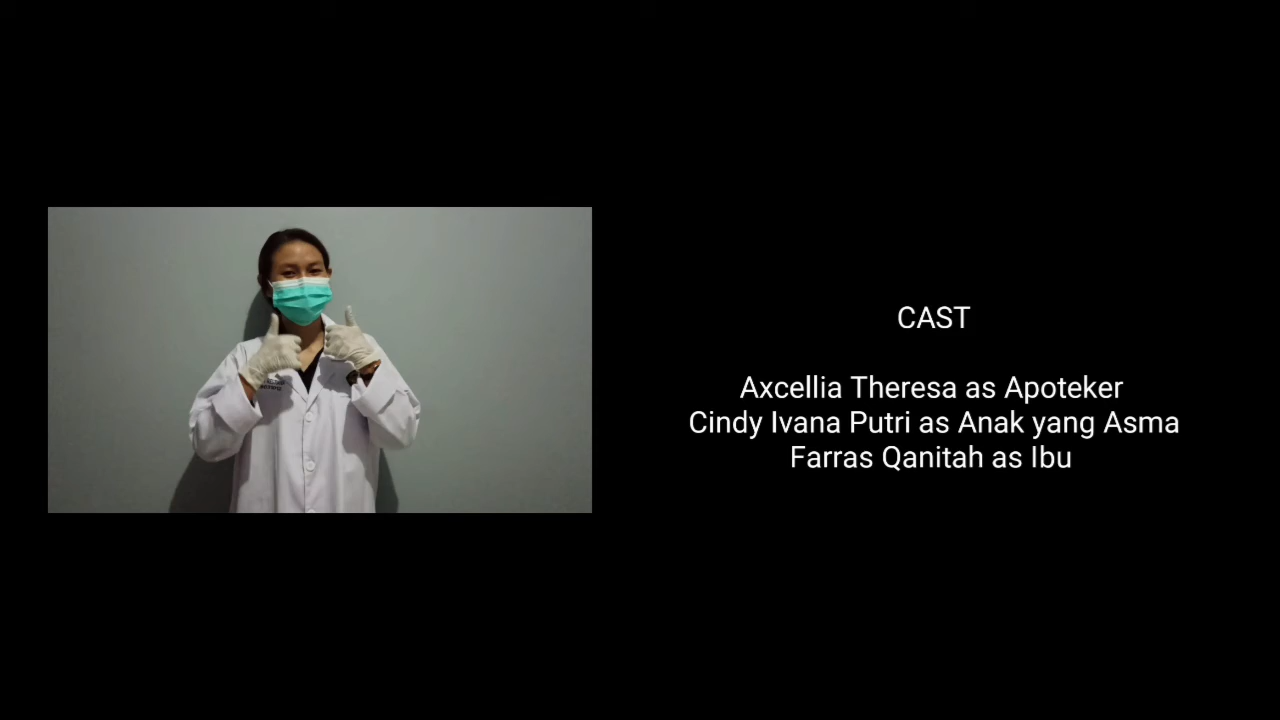 CAST
Axcellia Theresa as Apoteker
Cindy Ivana Putri as Anak yang Asma
Farras Qanitah as Ibu